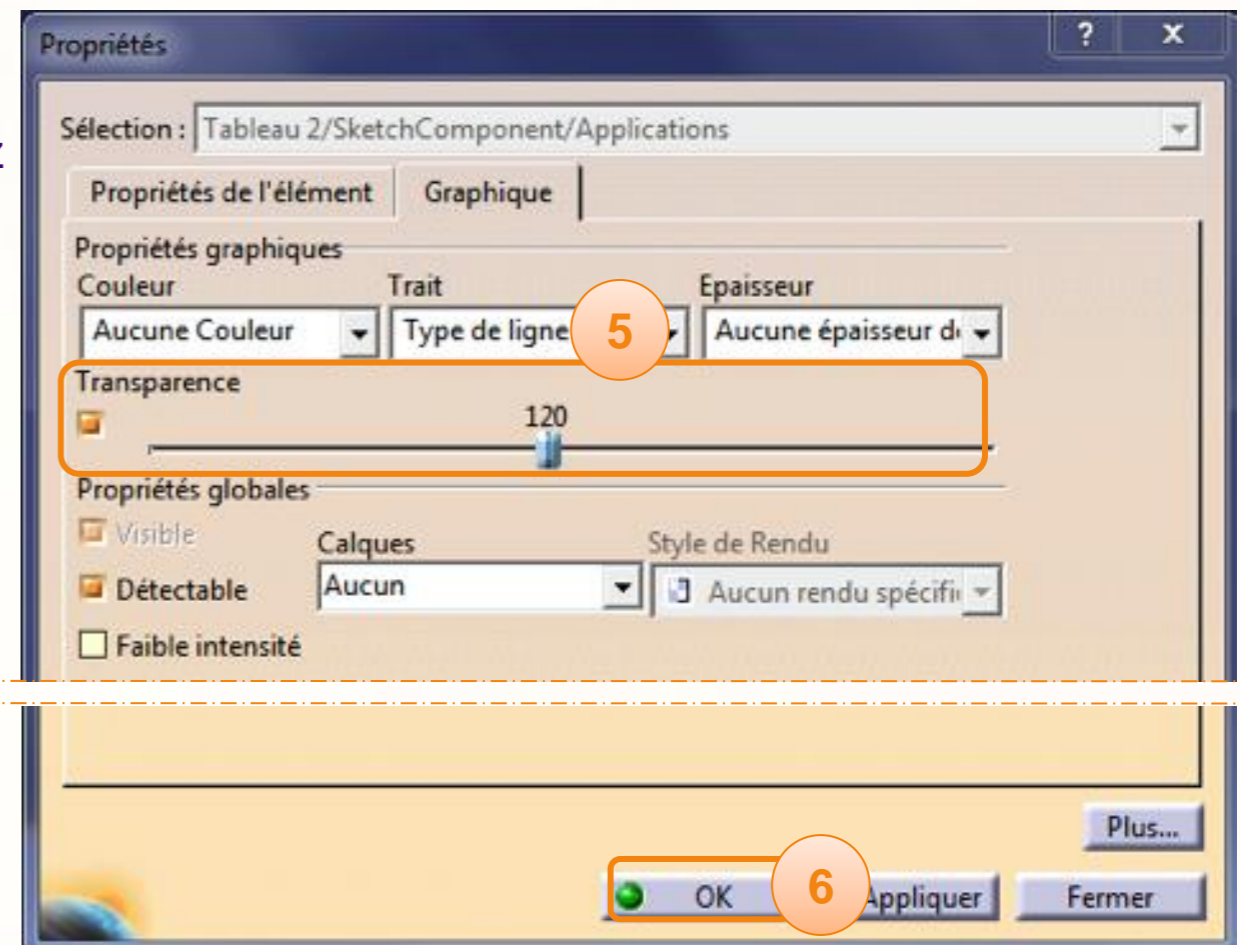 Propriétés
? x
Sélection : Tableau 2/SketchComponent/Applications
z
Propriétés de l'élément Graphique
Propriétés graphiques
Couleur Trait Epaisseur
Aucune Couleur Type de ligne 5 Aucune épaisseur d
Transparence
120
Propriétés globales
Visible Calques Style de Rendu
Détectable Aucun Aucun rendu spécifi
Faible intensité
Plus...
OK 6 Appliquer Fermer